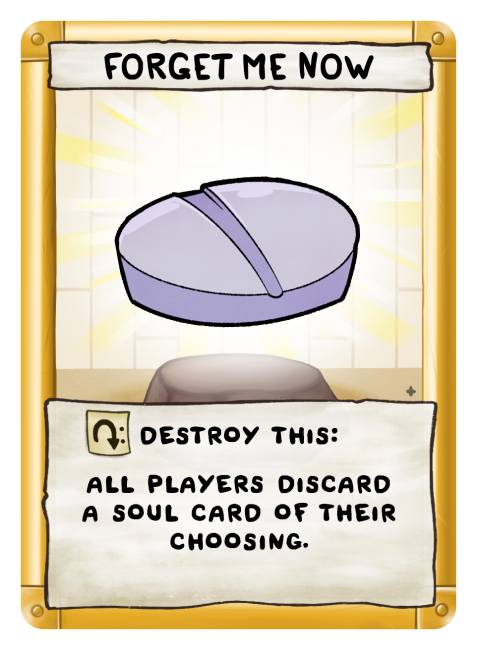 FORGET ME NOW
: DESTROY THIS:
ALL PLAYERS DISCARD
A SOUL CARD OF THEIR
CHOOSING.